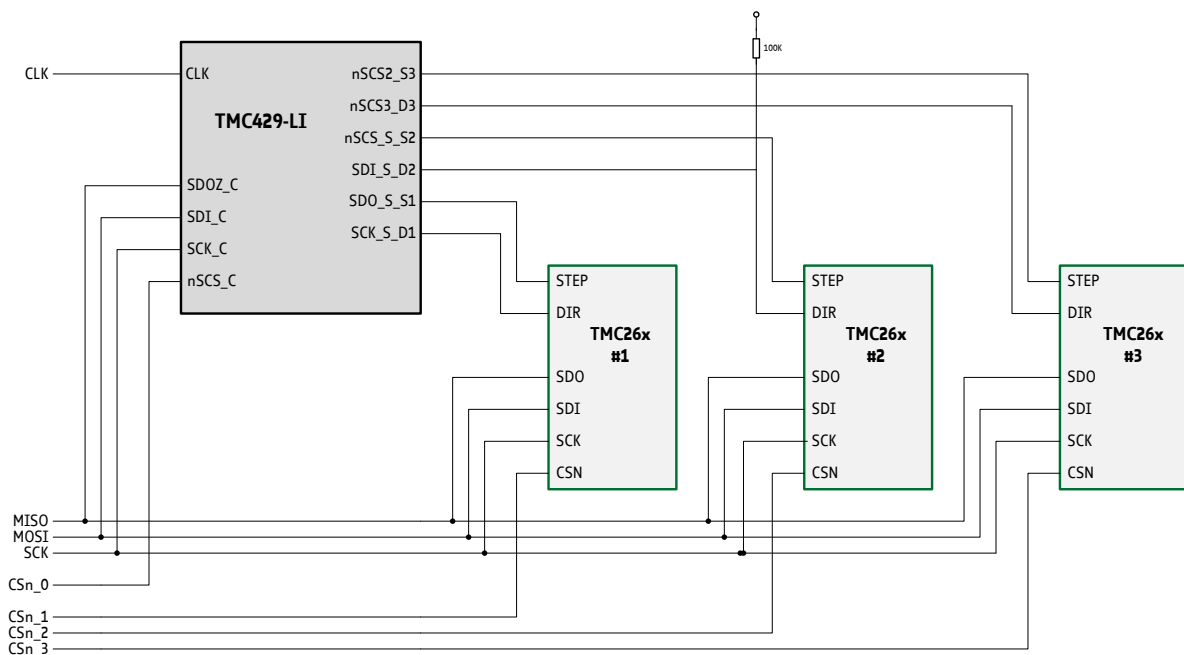 100K
CLK
CLK
nSCS2_S3
nSCS3_D3
TMC429-LI
nSCS_S_S2
SDI_S_D2
SDOZ_C
SDO_S_S1
SDI_C
SCK_S_D1
SCK_C
nSCS_C
STEP
DIR
TMC26x
#1
SDO
SDI
SCK
CSN
STEP
DIR
TMC26x
#2
SDO
SDI
SCK
CSN
STEP
DIR
TMC26x
#3
SDO
SDI
SCK
CSN
MISO
MOSI
SCK
CSn_0
CSn_1
CSn_2
CSn_3